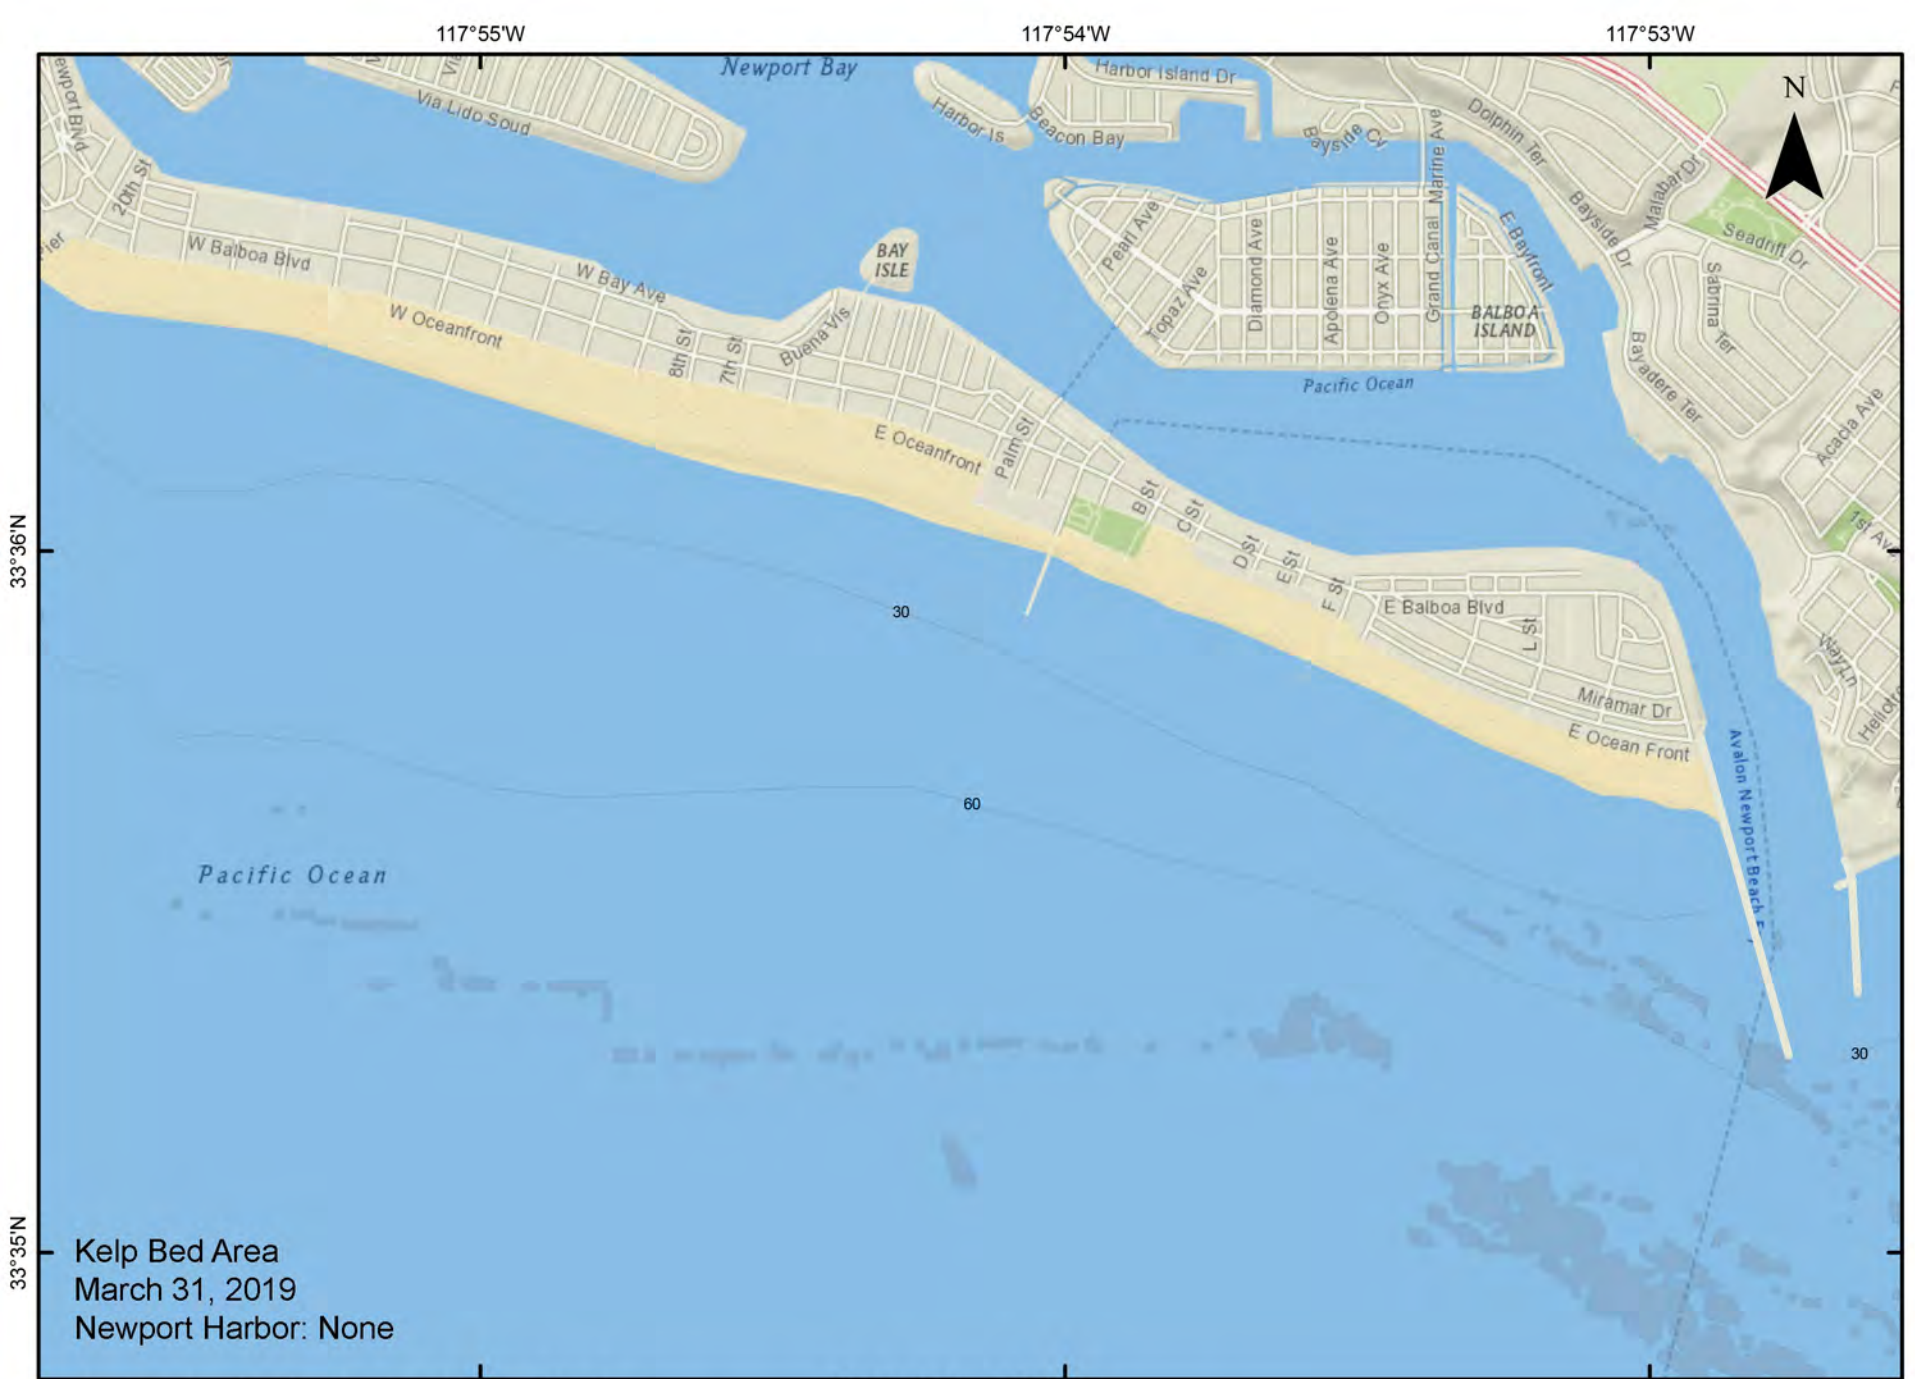 117°55'W
117°54'W
117°53'W
Newport Bay
Harbor Island Dr
Via Lido Soud
Harbor Is
Beacon Bay
Bayside Cv
Marine Ave
Dolphin Ter
N
20th St
Malabar Dr
Bayside Dr
Seadrift Dr
W Balboa Blvd
W Bay Ave
BAY
ISLE
Pearl Ave
Topaz Ave
Diamond Ave
Apolena Ave
Onyx Ave
Grand Canal
E Bayfront
BALBOA
ISLAND
Sabrina Ter
Bayadere Ter
Acacia Ave
W Oceanfront
8th St
7th St
Buena Vis
Pacific Ocean
E Oceanfront
Palm St
B St
C St
D St
E St
F St
1st Ave
33°36'N
E Balboa Blvd
L St
Way Ln
Miramar Dr
E Ocean Front
30
60
Avalon Newport Beach
Pacific Ocean
30
33°35'N
Kelp Bed Area
March 31, 2019
Newport Harbor: None